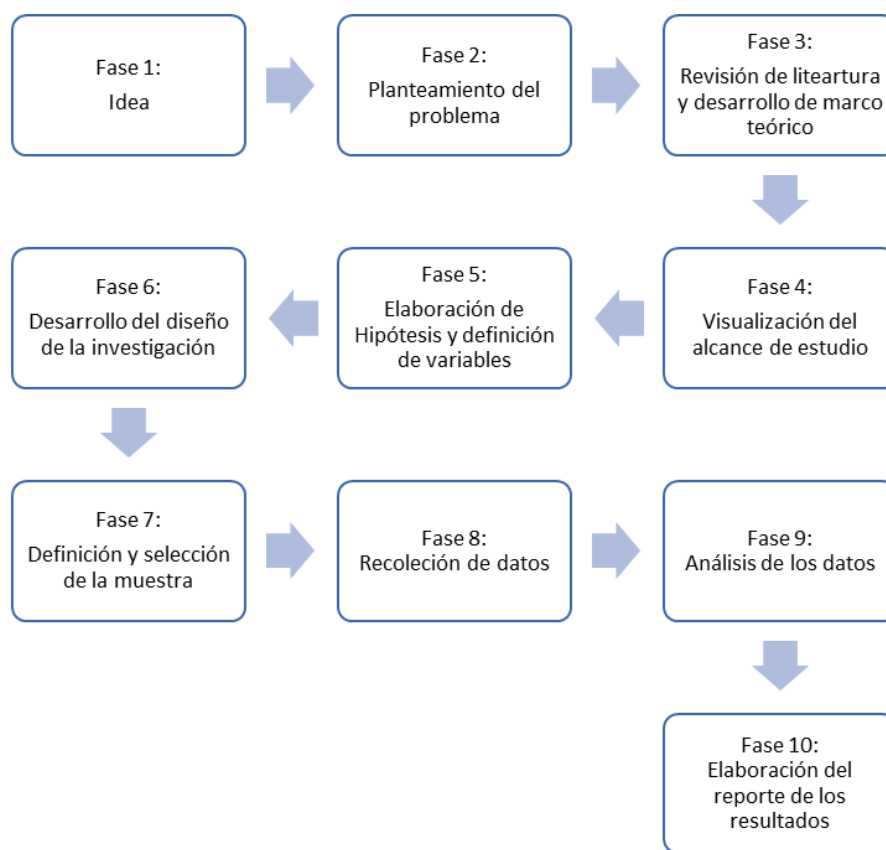 Fase 1:
Idea
Fase 2:
Planteamiento del
problema
Fase 3:
Revisión de liteartura
y desarrollo de marco
teórico
Fase 4:
Visualización del
alcance de estudio
Fase 5:
Elaboración de
Hipótesis y definición
de variables
Fase 6:
Desarrollo del diseño
de la investigación
Fase 7:
Definición y selección
de la muestra
Fase 8:
Recoleción de datos
Fase 9:
Análisis de los datos
Fase 10:
Elaboración del
reporte de los
resultados